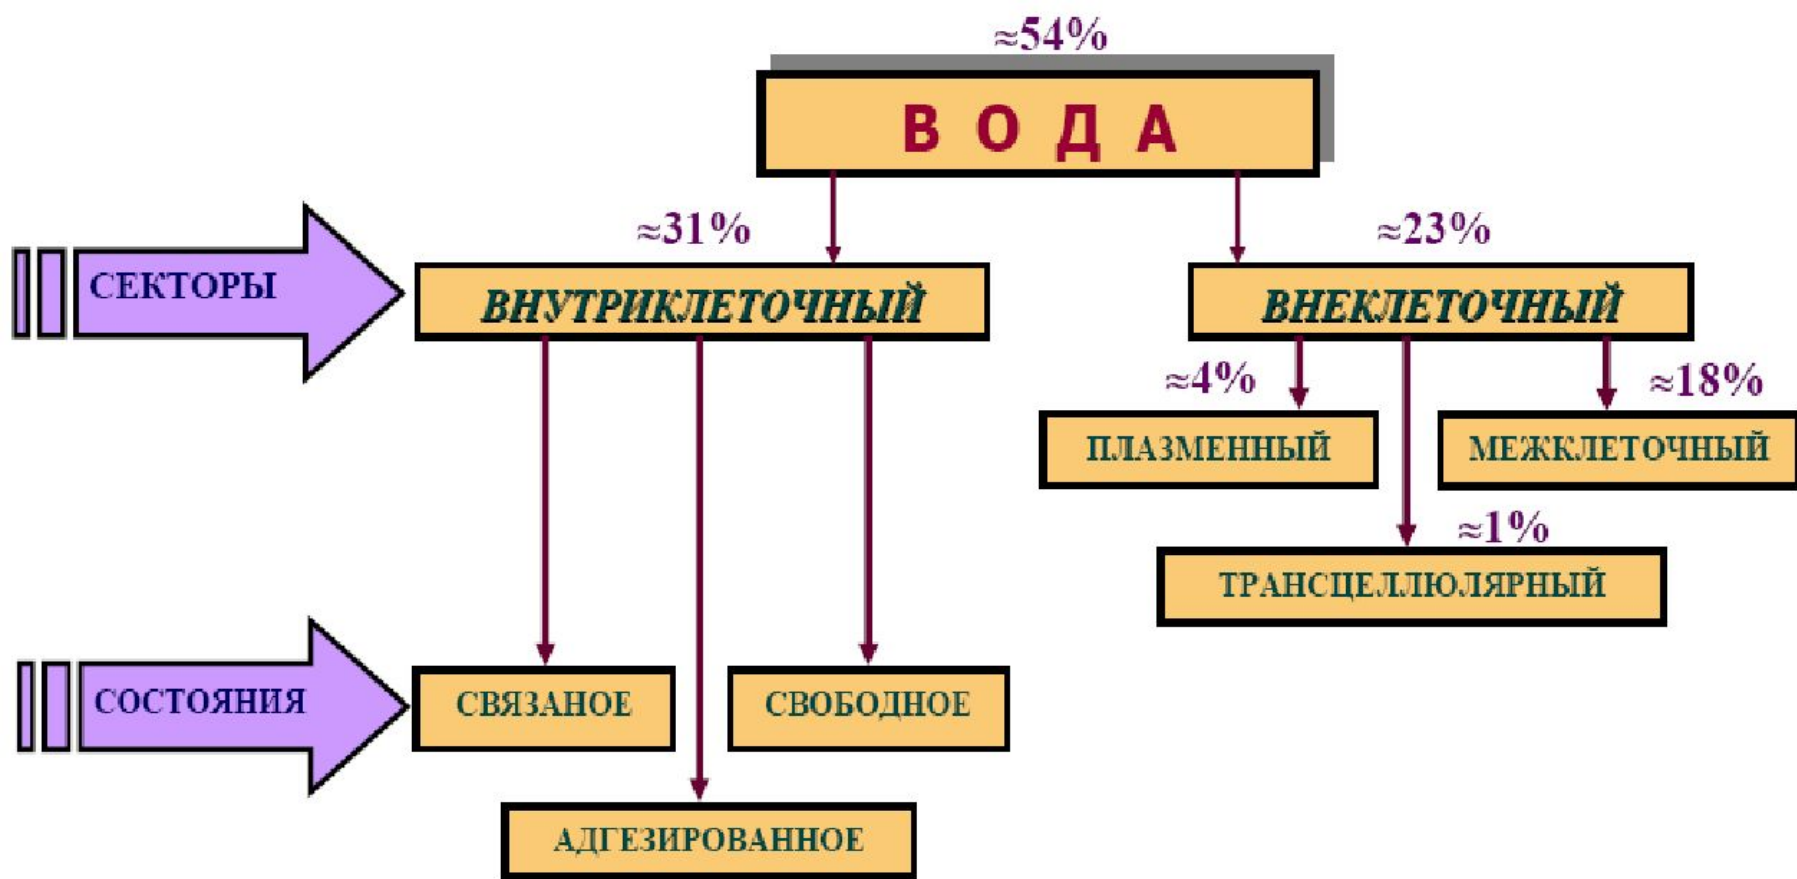 ≈54%
В О Д А
≈31%
≈23%
СЕКТОРЫ
ВНУТРИКЛЕТОЧНЫЙ
ВНЕКЛЕТОЧНЫЙ
≈4%
≈18%
ПЛАЗМЕННЫЙ
МЕЖКЛЕТОЧНЫЙ
≈1%
ТРАНСЦЕЛЛЮЛЯРНЫЙ
СОСТОЯНИЯ
СВЯЗАНОЕ
СВОБОДНОЕ
АДГЕЗИРОВАННОЕ